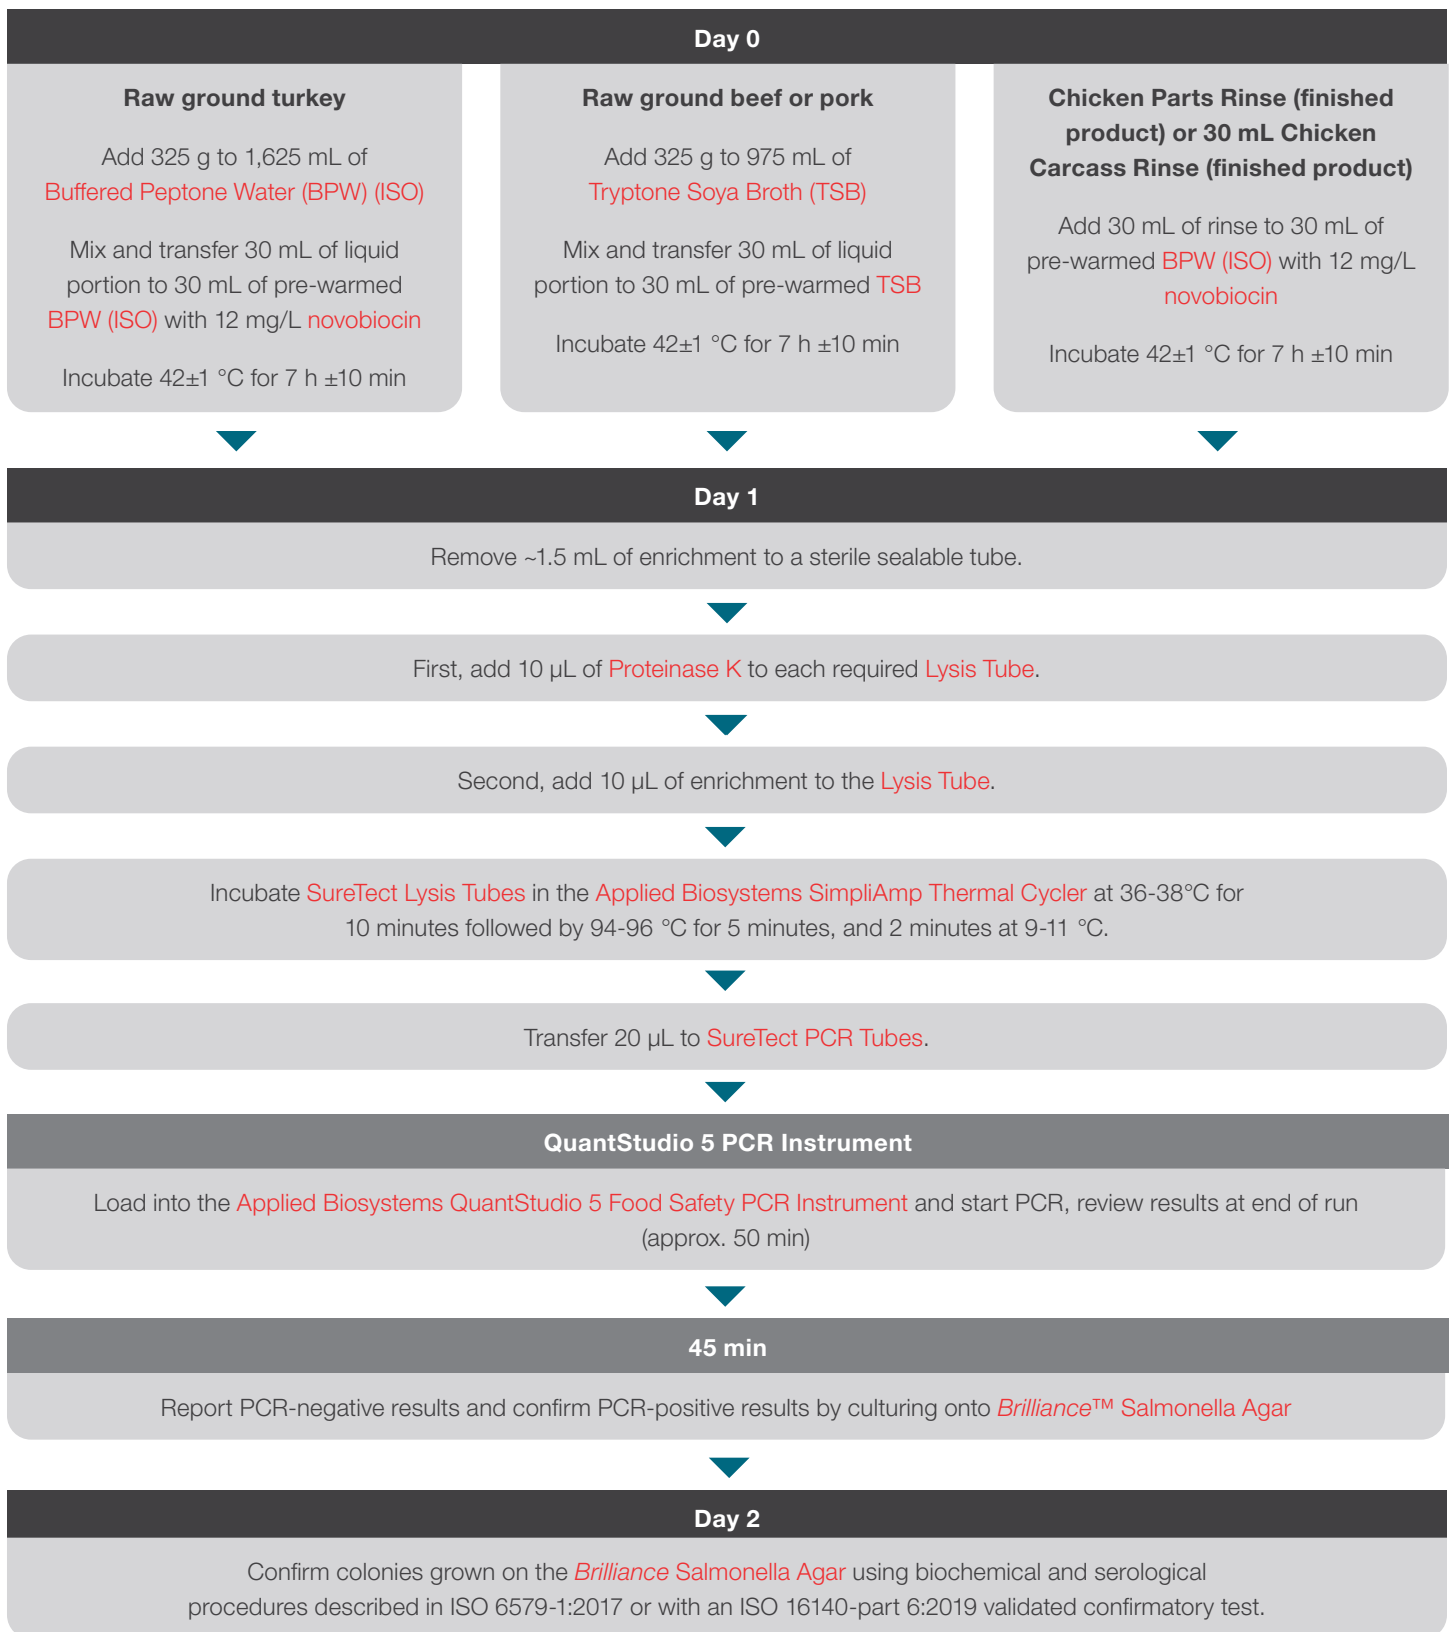 Day 0
Raw ground turkey
Add 325 g to 1,625 mL of
Buffered Peptone Water (BPW) (ISO)
Mix and transfer 30 mL of liquid
portion to 30 mL of pre-warmed
BPW (ISO) with 12 mg/L novobiocin
Incubate 42±1 °C for 7 h ±10 min
Raw ground beef or pork
Add 325 g to 975 mL of
Tryptone Soya Broth (TSB)
Mix and transfer 30 mL of liquid
portion to 30 mL of pre-warmed TSB
Incubate 42±1 °C for 7 h ±10 min
Chicken Parts Rinse (finished
product) or 30 mL Chicken
Carcass Rinse (finished product)
Add 30 mL of rinse to 30 mL of
pre-warmed BPW (ISO) with 12 mg/L
novobiocin
Incubate 42±1 °C for 7 h ±10 min
Day 1
Remove ~1.5 mL of enrichment to a sterile sealable tube.
First, add 10 µL of Proteinase K to each required Lysis Tube.
Second, add 10 µL of enrichment to the Lysis Tube.
Incubate SureTect Lysis Tubes in the Applied Biosystems SimpliAmp Thermal Cycler at 36-38°C for
10 minutes followed by 94-96 °C for 5 minutes, and 2 minutes at 9-11 °C.
Transfer 20 µL to SureTect PCR Tubes.
QuantStudio 5 PCR Instrument
Load into the Applied Biosystems QuantStudio 5 Food Safety PCR Instrument and start PCR, review results at end of run
(approx. 50 min)
45 min
Report PCR-negative results and confirm PCR-positive results by culturing onto Brilliance™ Salmonella Agar
Day 2
Confirm colonies grown on the Brilliance Salmonella Agar using biochemical and serological
procedures described in ISO 6579-1:2017 or with an ISO 16140-part 6:2019 validated confirmatory test.